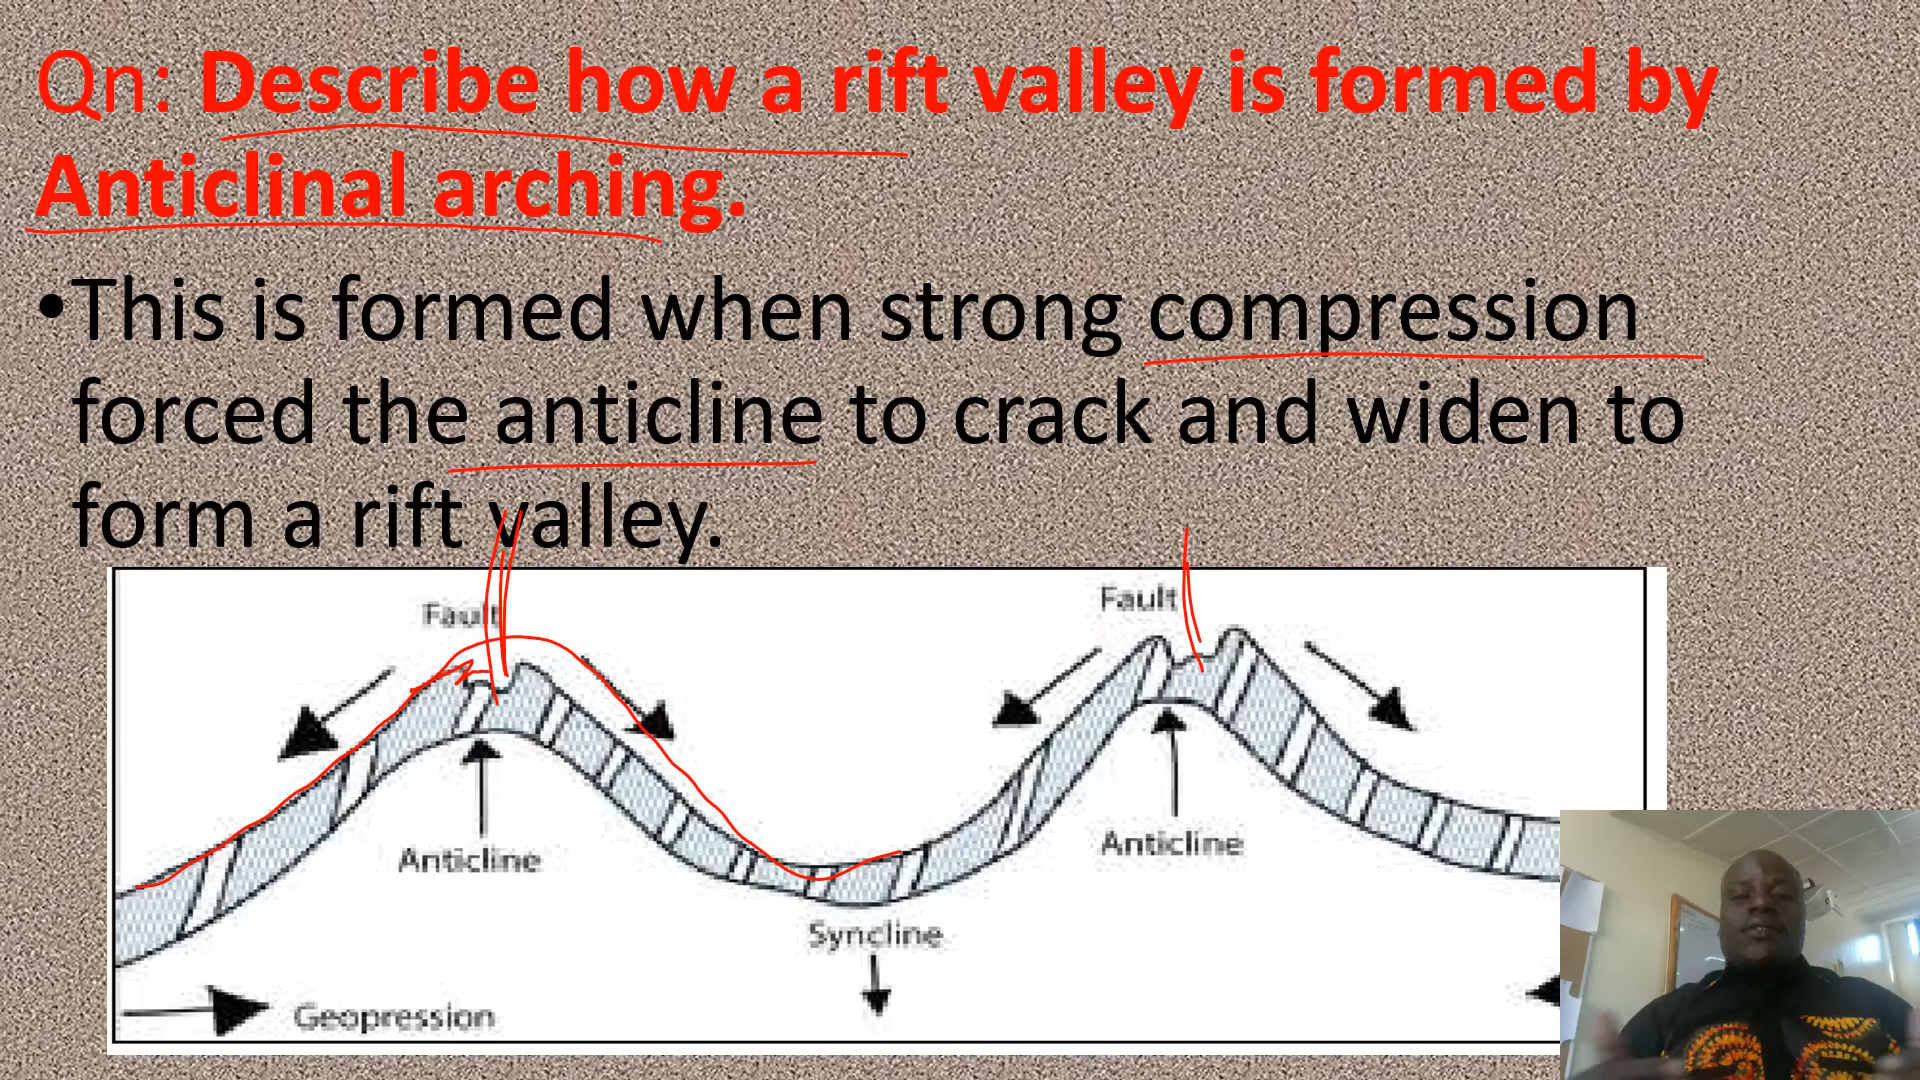 Qn: Describe how a rift valley is formed by
Anticlinal arching.
•This is formed when strong compression
forced the anticline to crack and widen to
form a rift valley.
Fault
Fault
Anticline
Anticline
Syncline
Geopression